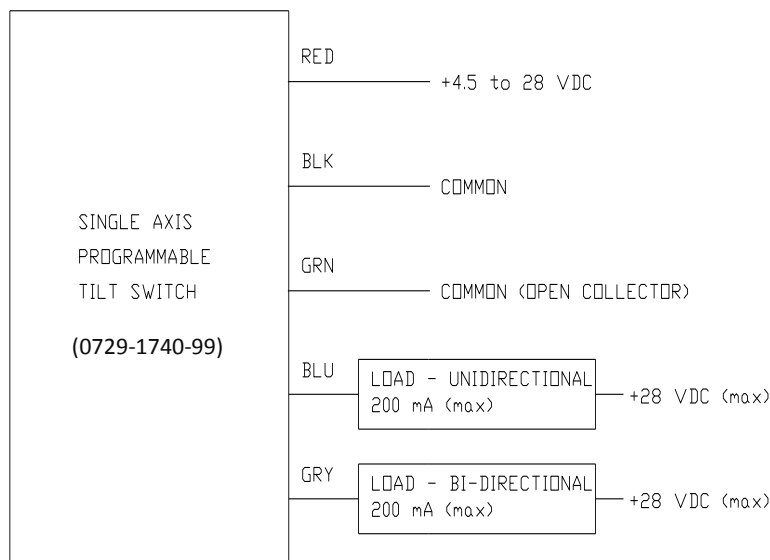 RED
+4.5 to 28 VDC
BLK
COMMON
SINGLE AXIS
PROGRAMMABLE
TILT SWITCH
(0729-1740-99)
GRN
COMMON (OPEN COLLECTOR)
BLU
LOAD - UNIDIRECTIONAL
200 mA (max)
+28 VDC (max)
GRY
LOAD - BI-DIRECTIONAL
200 mA (max)
+28 VDC (max)